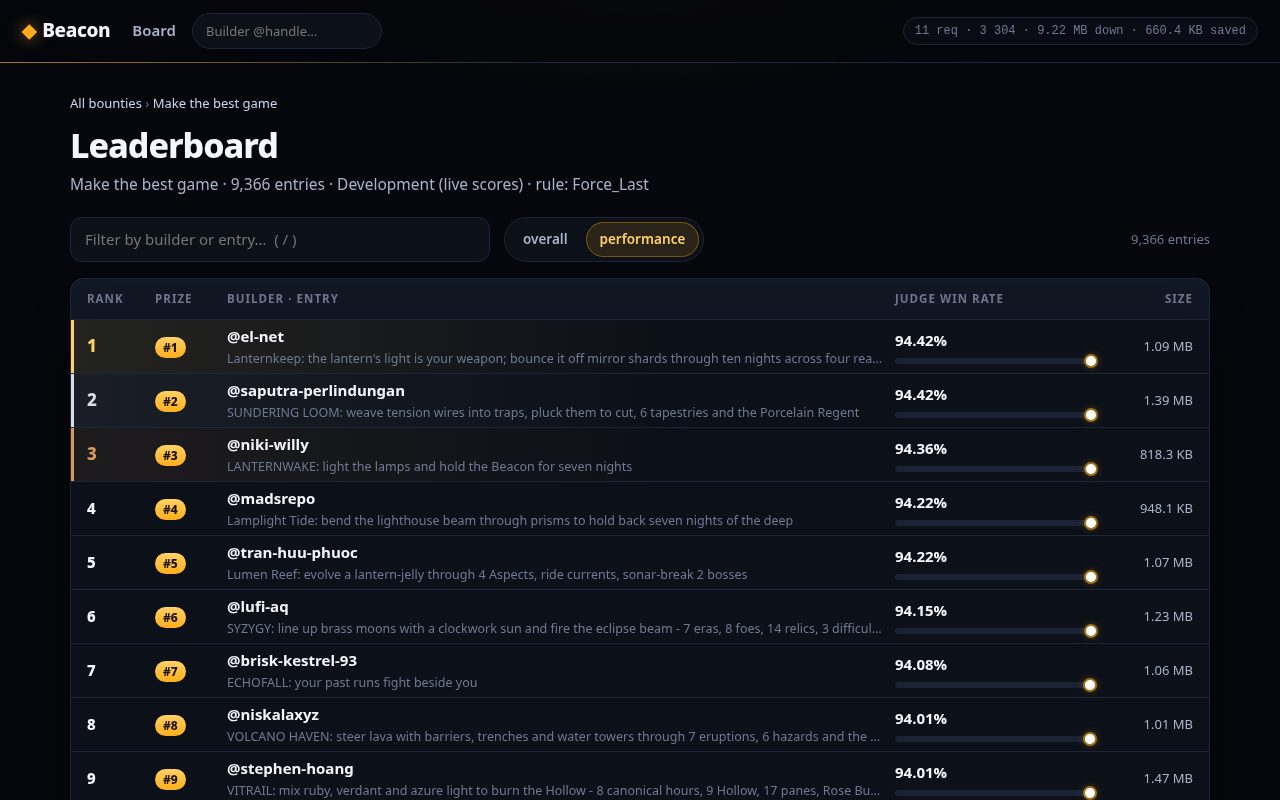 Beacon Board Builder @handle... 11 req · 3 304 · 9.22 MB down · 660.4 KB saved
All bounties › Make the best game
Leaderboard
Make the best game · 9,366 entries · Development (live scores) · rule: Force_Last
Filter by builder or entry... ( / ) overall performance 9,366 entries
RANK PRIZE BUILDER · ENTRY JUDGE WIN RATE SIZE
1 #1 @el-net 94.42% 1.09 MB
Lanternkeep: the lantern's light is your weapon; bounce it off mirror shards through ten nights across four rea...
2 #2 @saputra-perlindungan 94.42% 1.39 MB
SUNDERING LOOM: weave tension wires into traps, pluck them to cut, 6 tapestries and the Porcelain Regent
3 #3 @niki-willy 94.36% 818.3 KB
LANTERNWAKE: light the lamps and hold the Beacon for seven nights
4 #4 @madsrepo 94.22% 948.1 KB
Lamplight Tide: bend the lighthouse beam through prisms to hold back seven nights of the deep
5 #5 @tran-huu-phuoc 94.22% 1.07 MB
Lumen Reef: evolve a lantern-jelly through 4 Aspects, ride currents, sonar-break 2 bosses
6 #6 @lufi-aq 94.15% 1.23 MB
SYZYGY: line up brass moons with a clockwork sun and fire the eclipse beam - 7 eras, 8 foes, 14 relics, 3 difficul...
7 #7 @brisk-kestrel-93 94.08% 1.06 MB
ECHOFALL: your past runs fight beside you
8 #8 @niskalaxyz 94.01% 1.01 MB
VOLCANO HAVEN: steer lava with barriers, trenches and water towers through 7 eruptions, 6 hazards and the ...
9 #9 @stephen-hoang 94.01% 1.47 MB
VITRAIL: mix ruby, verdant and azure light to burn the Hollow - 8 canonical hours, 9 Hollow, 17 panes, Rose Bu...